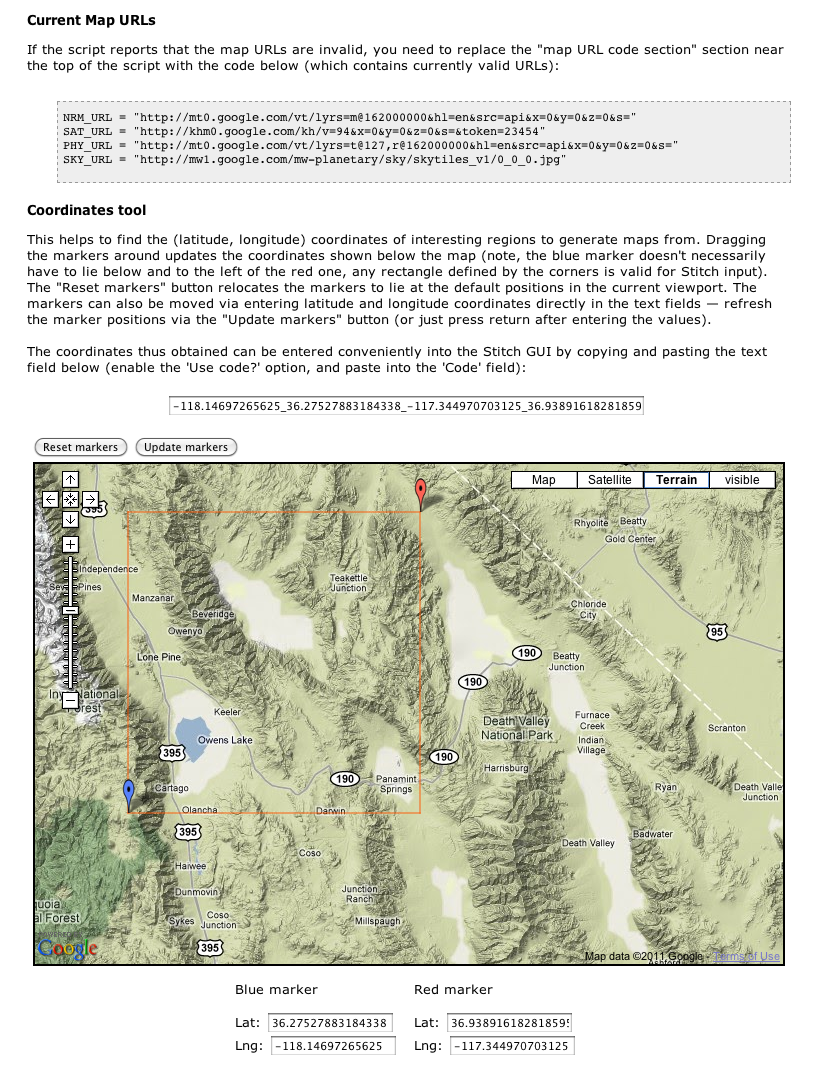 Current Map URLs
If the script reports that the map URLs are invalid, you need to replace the "map URL code section" section near
the top of the script with the code below (which contains currently valid URLs):
NRM_URL = "http://mt0.google.com/vt/lyrs=m@162000000&hl=en&src=api&x=0&y=0&z=0&s="
SAT_URL = "http://khm0.google.com/kh/v=94&x=0&y=0&z=0&s=&token=23454"
PHY_URL = "http://mt0.google.com/vt/lyrs=t@127,r@162000000&hl=en&src=api&x=0&y=0&z=0&s="
SKY_URL = "http://mw1.google.com/mw-planetary/sky/skytiles_v1/0_0_0.jpg"
Coordinates tool
This helps to find the (latitude, longitude) coordinates of interesting regions to generate maps from. Dragging
the markers around updates the coordinates shown below the map (note, the blue marker doesn't necessarily
have to lie below and to the left of the red one, any rectangle defined by the corners is valid for Stitch input).
The "Reset markers" button relocates the markers to lie at the default positions in the current viewport. The
markers can also be moved via entering latitude and longitude coordinates directly in the text fields — refresh
the marker positions via the "Update markers" button (or just press return after entering the values).
The coordinates thus obtained can be entered conveniently into the Stitch GUI by copying and pasting the text
field below (enable the 'Use code?' option, and paste into the 'Code' field):
-118.14697265625_36.27527883184338_-117.344970703125_36.93891618281859
Reset markers Update markers
Map Satellite Terrain visible
395
Rhyolite Beatty
Gold Center
Independence
Pines
Teakettle
Junction
Manzanar
Beveridge
Chloride
City
Owenyo
95
Lone Pine
190
Beatty
Junction
190
National
Forest
Keeler
Death Valley
National Park
Furnace
Creek
Scranton
Owens Lake
Indian
Village
395
190
Harrisburg
190
Panamint
Springs
Cartago
Ryan
Death Valley
Junction
Olancha
Darwin
395
Badwater
Death Valley
Coso
Haiwee
Dunmovin
Junction
Ranch
Sykes
Coso
Junction
Millspaugh
quoia
al Forest
395
Google
Map data ©2011 Google - Terms of Use
Blue marker Red marker
Lat: 36.27527883184338 Lat: 36.93891618281859
Lng: -118.14697265625 Lng: -117.344970703125